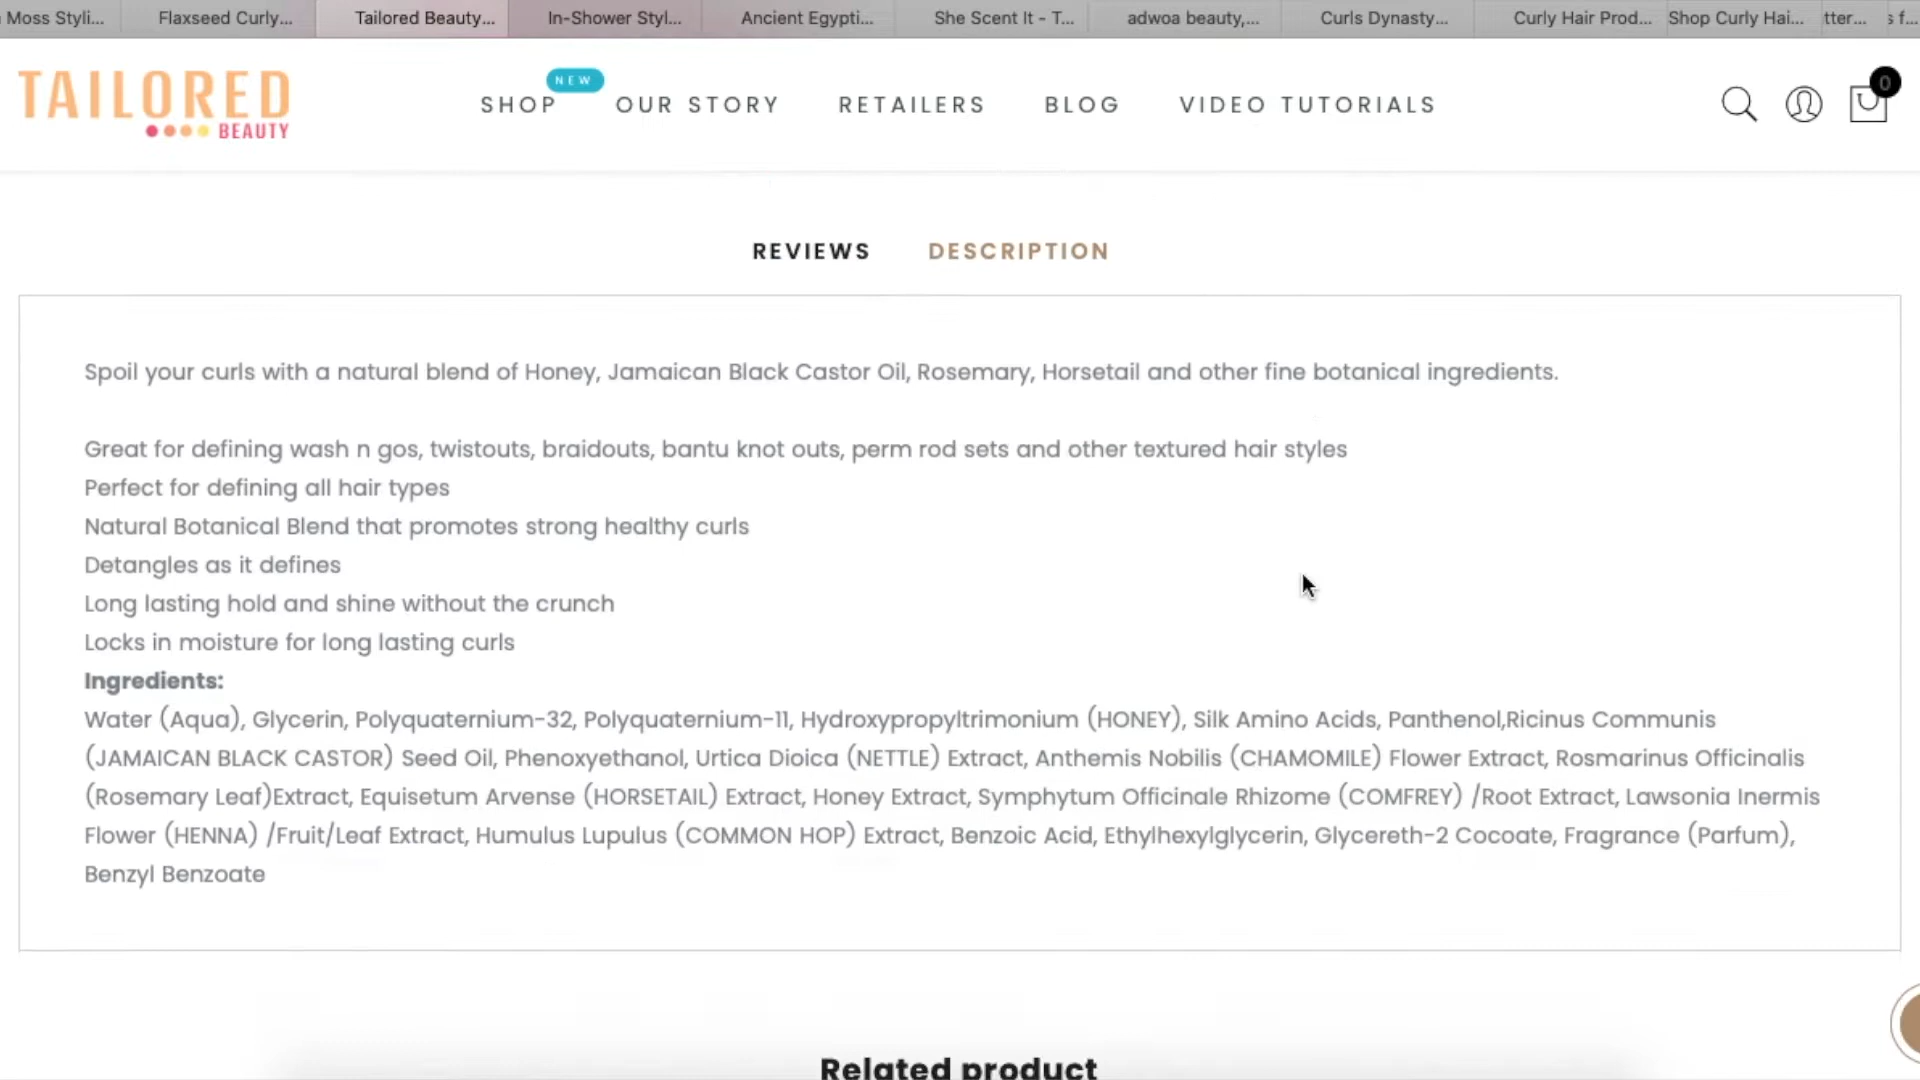 Moss Styli...
Flaxseed Curly...
Tailored Beauty...
In-Shower Styl...
Ancient Egypti...
She Scent It - T...
adwoa beauty,...
Curls Dynasty...
Curly Hair Prod...
Shop Curly Hai...
tter...
s f...
TAILORED
BEAUTY
SHOP
NEW
OUR STORY
RETAILERS
BLOG
VIDEO TUTORIALS
0
REVIEWS
DESCRIPTION
Spoil your curls with a natural blend of Honey, Jamaican Black Castor Oil, Rosemary, Horsetail and other fine botanical ingredients.
Great for defining wash n gos, twistouts, braidouts, bantu knot outs, perm rod sets and other textured hair styles
Perfect for defining all hair types
Natural Botanical Blend that promotes strong healthy curls
Detangles as it defines
Long lasting hold and shine without the crunch
Locks in moisture for long lasting curls
Ingredients:
Water (Aqua), Glycerin, Polyquaternium-32, Polyquaternium-11, Hydroxypropyltrimonium (HONEY), Silk Amino Acids, Panthenol,Ricinus Communis
(JAMAICAN BLACK CASTOR) Seed Oil, Phenoxyethanol, Urtica Dioica (NETTLE) Extract, Anthemis Nobilis (CHAMOMILE) Flower Extract, Rosmarinus Officinalis
(Rosemary Leaf)Extract, Equisetum Arvense (HORSETAIL) Extract, Honey Extract, Symphytum Officinale Rhizome (COMFREY) /Root Extract, Lawsonia Inermis
Flower (HENNA) /Fruit/Leaf Extract, Humulus Lupulus (COMMON HOP) Extract, Benzoic Acid, Ethylhexylglycerin, Glycereth-2 Cocoate, Fragrance (Parfum),
Benzyl Benzoate
Related product